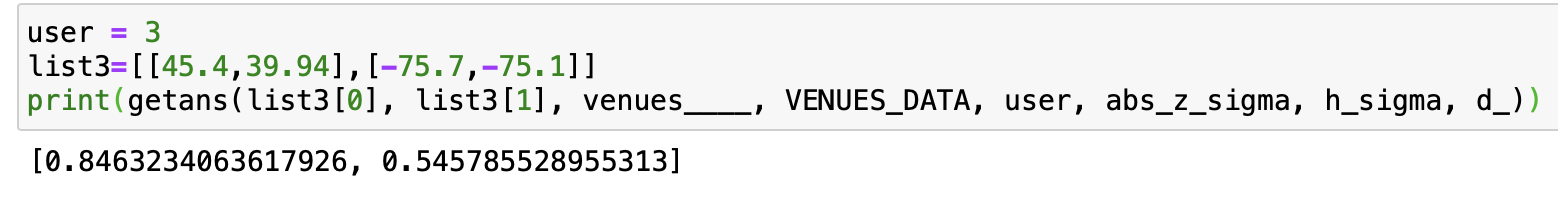 user = 3
list3=[[45.4,39.94],[-75.7,-75.1]]
print(getans(list3[0], list3[1], venues____, VENUES_DATA, user, abs_z_sigma, h_sigma, d_))
[0.8463234063617926, 0.545785528955313]